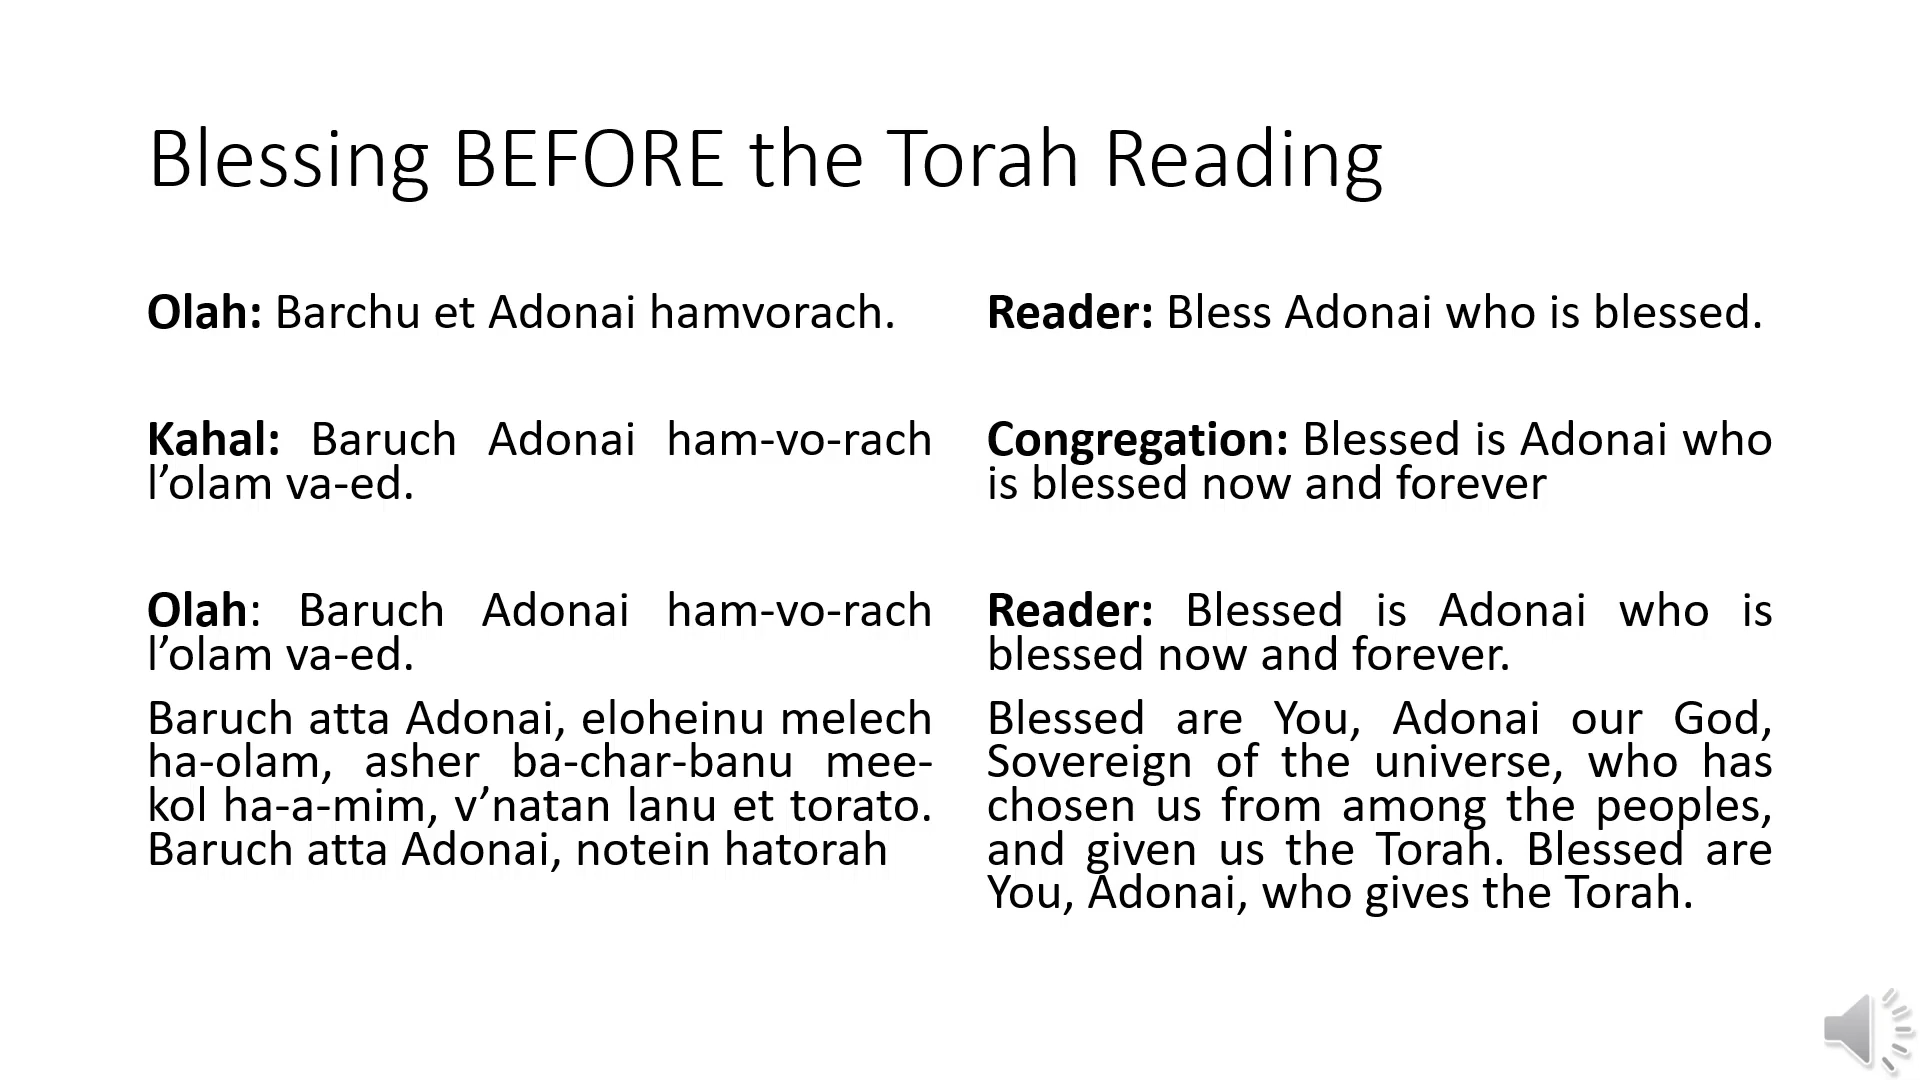 Blessing BEFORE the Torah Reading
Olah: Barchu et Adonai hamvorach.
Kahal: Baruch Adonai ham-vo-rach
l’olam va-ed.
Olah: Baruch Adonai ham-vo-rach
l’olam va-ed.
Baruch atta Adonai, eloheinu melech
ha-olam, asher ba-char-banu mee-
kol ha-a-mim, v’natan lanu et torato.
Baruch atta Adonai, notein hatorah
Reader: Bless Adonai who is blessed.
Congregation: Blessed is Adonai who
is blessed now and forever
Reader: Blessed is Adonai who is
blessed now and forever.
Blessed are You, Adonai our God,
Sovereign of the universe, who has
chosen us from among the peoples,
and given us the Torah. Blessed are
You, Adonai, who gives the Torah.